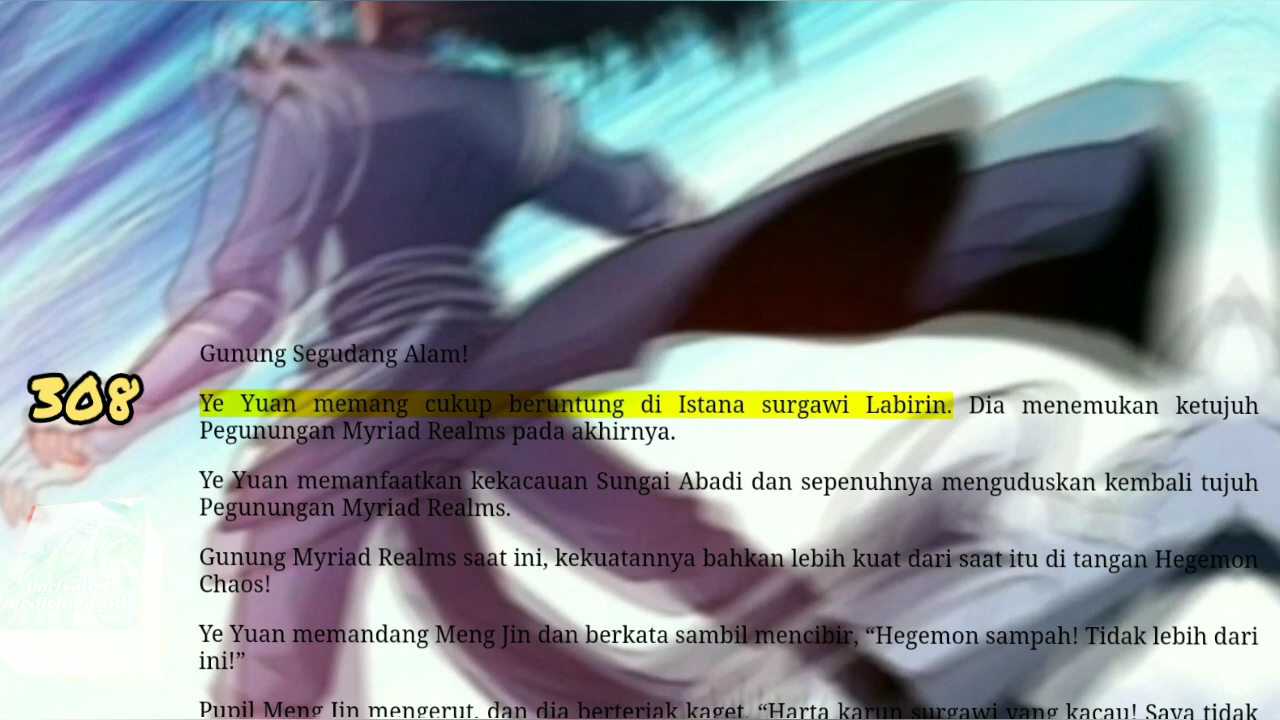 Gunung Segudang Alam!
308
Ye Yuan memang cukup beruntung di Istana surgawi Labirin. Dia menemukan ketujuh
Pegunungan Myriad Realms pada akhirnya.
Ye Yuan memanfaatkan kekacauan Sungai Abadi dan sepenuhnya menguduskan kembali tujuh
Pegunungan Myriad Realms.
Gunung Myriad Realms saat ini, kekuatannya bahkan lebih kuat dari saat itu di tangan Hegemon
Chaos!
Unrivaled
Medicine God
Ye Yuan memandang Meng Jin dan berkata sambil mencibir, “Hegemon sampah! Tidak lebih dari
ini!”
Pupil Meng Jin mengerut, dan dia berteriak kaget, “Harta karun surgawi yang kacau! Saya tidak